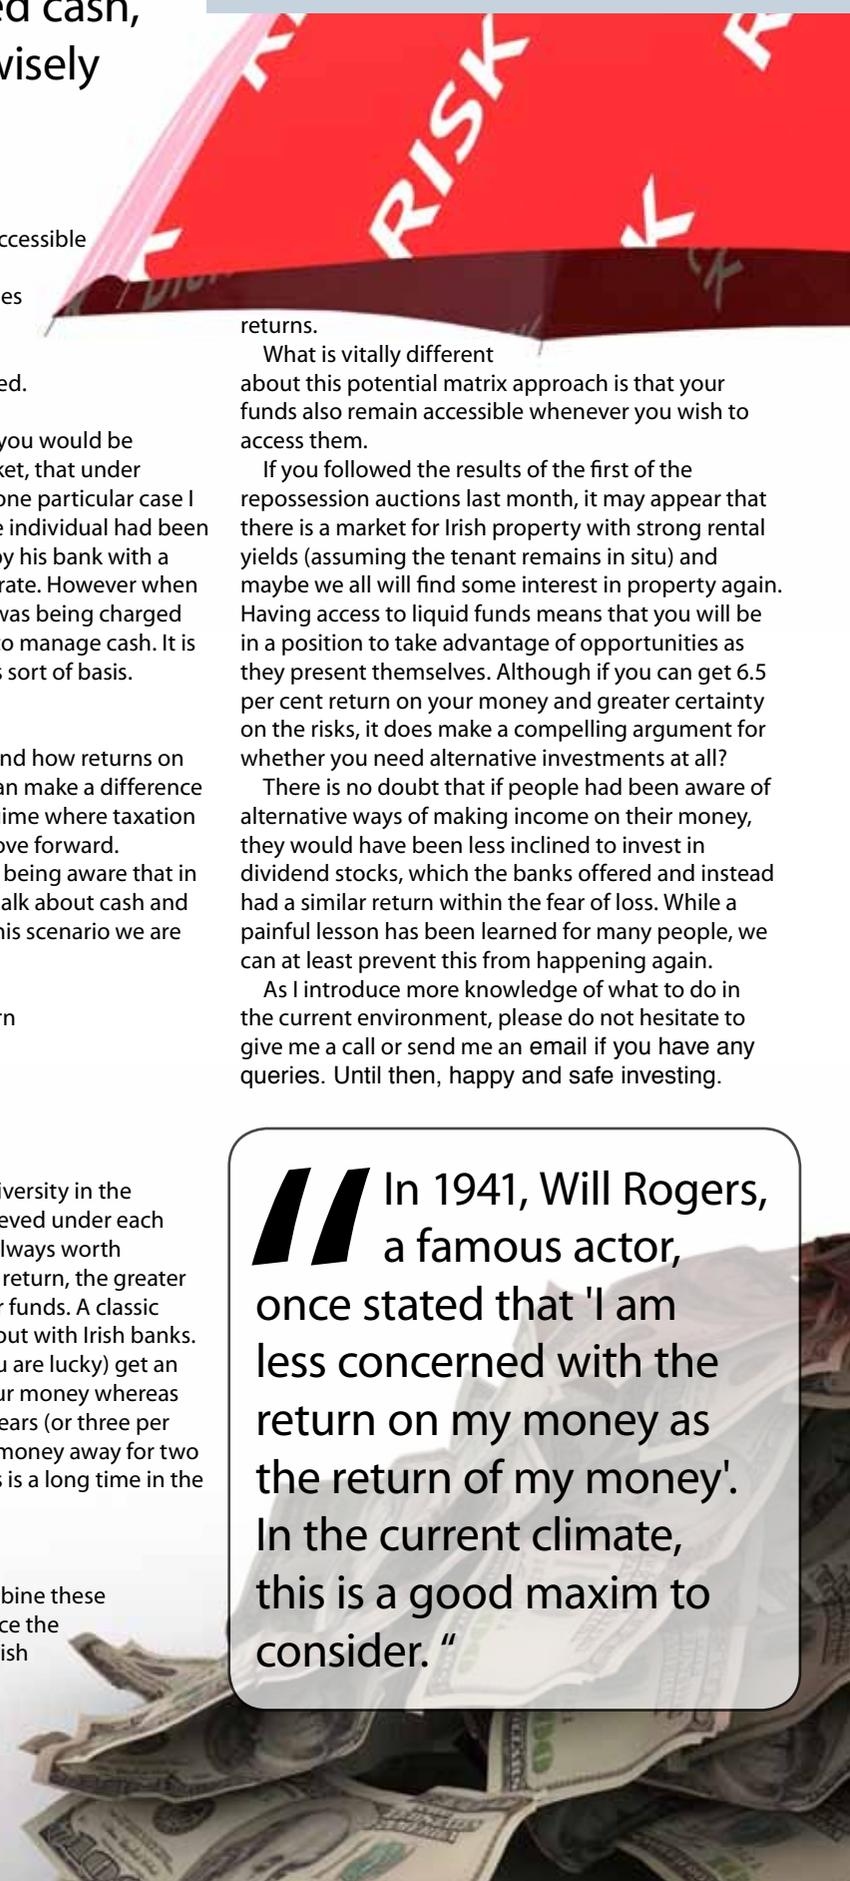 ed cash,
wisely
RISK
ccessible
es
ed.
you would be
ket, that under
one particular case I
e individual had been
by his bank with a
rate. However when
was being charged
to manage cash. It is
s sort of basis.
nd how returns on
an make a difference
ime where taxation
ove forward.
being aware that in
alk about cash and
his scenario we are
rn
iversity in the
eved under each
lways worth
return, the greater
r funds. A classic
out with Irish banks.
u are lucky) get an
ur money whereas
ears (or three per
money away for two
s is a long time in the
bine these
ce the
ish
returns.
What is vitally different
about this potential matrix approach is that your
funds also remain accessible whenever you wish to
access them.
If you followed the results of the first of the
repossession auctions last month, it may appear that
there is a market for Irish property with strong rental
yields (assuming the tenant remains in situ) and
maybe we all will find some interest in property again.
Having access to liquid funds means that you will be
in a position to take advantage of opportunities as
they present themselves. Although if you can get 6.5
per cent return on your money and greater certainty
on the risks, it does make a compelling argument for
whether you need alternative investments at all?
There is no doubt that if people had been aware of
alternative ways of making income on their money,
they would have been less inclined to invest in
dividend stocks, which the banks offered and instead
had a similar return within the fear of loss. While a
painful lesson has been learned for many people, we
can at least prevent this from happening again.
As I introduce more knowledge of what to do in
the current environment, please do not hesitate to
give me a call or send me an email if you have any
queries. Until then, happy and safe investing.
" In 1941, Will Rogers,
a famous actor,
once stated that 'I am
less concerned with the
return on my money as
the return of my money'.
In the current climate,
this is a good maxim to
consider. “